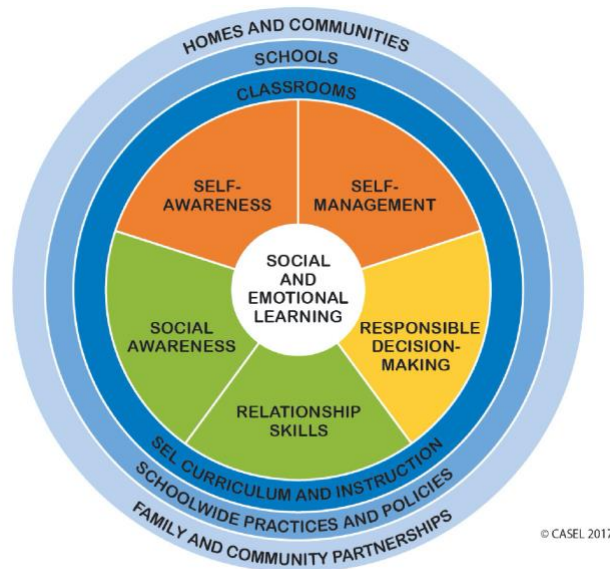 HOMES AND COMMUNITIES
SCHOOLS
CLASSROOMS
SELF-
AWARENESS
SELF-
MANAGEMENT
SOCIAL
AND
EMOTIONAL
LEARNING
SOCIAL
AWARENESS
RESPONSIBLE
DECISION-
MAKING
RELATIONSHIP
SKILLS
SEL CURRICULUM AND INSTRUCTION
SCHOOLWIDE PRACTICES AND POLICIES
FAMILY AND COMMUNITY PARTNERSHIPS
© CASEL 2017